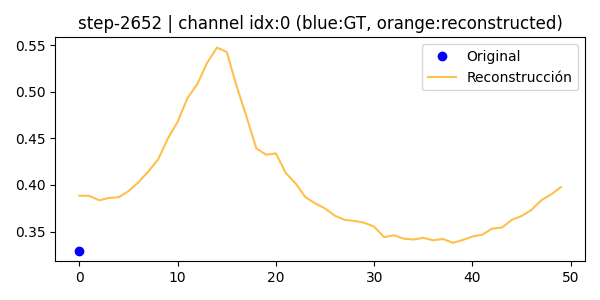 step-2652 | channel idx:0 (blue:GT, orange:reconstructed)
Original
Reconstrucción
0.55
0.50
0.45
0.40
0.35
0 10 20 30 40 50